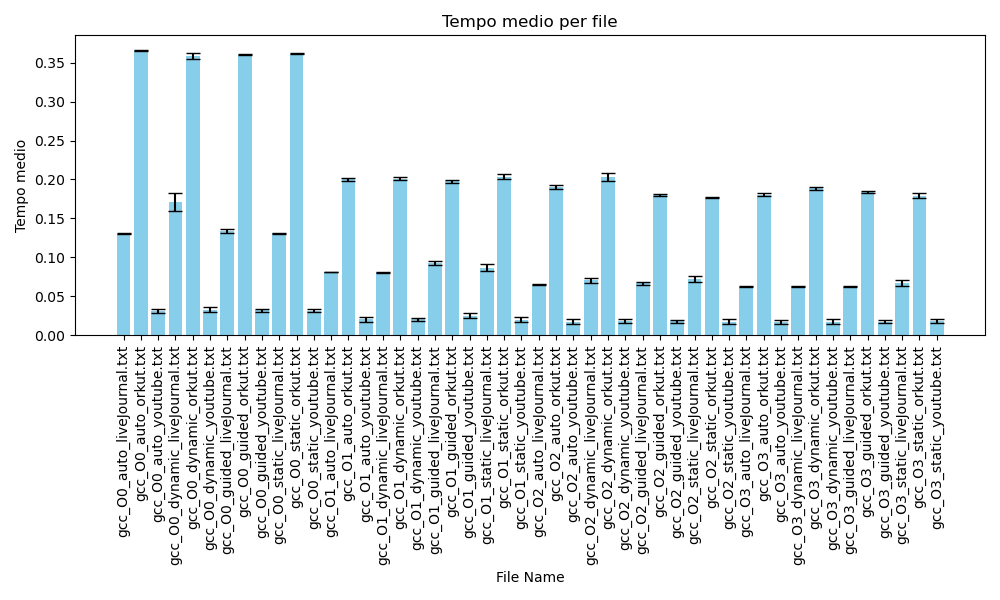 Tempo medio per file
Tempo medio
0.35
0.30
0.25
0.20
0.15
0.10
0.05
0.00
gcc_O0_auto_liveJournal.txt
gcc_O0_auto_orkut.txt
gcc_O0_auto_youtube.txt
gcc_O0_dynamic_liveJournal.txt
gcc_O0_dynamic_orkut.txt
gcc_O0_dynamic_youtube.txt
gcc_O0_guided_liveJournal.txt
gcc_O0_guided_orkut.txt
gcc_O0_guided_youtube.txt
gcc_O0_static_liveJournal.txt
gcc_O0_static_orkut.txt
gcc_O0_static_youtube.txt
gcc_O1_auto_liveJournal.txt
gcc_O1_auto_orkut.txt
gcc_O1_auto_youtube.txt
gcc_O1_dynamic_liveJournal.txt
gcc_O1_dynamic_orkut.txt
gcc_O1_dynamic_youtube.txt
gcc_O1_guided_liveJournal.txt
gcc_O1_guided_orkut.txt
gcc_O1_guided_youtube.txt
gcc_O1_static_liveJournal.txt
gcc_O1_static_orkut.txt
gcc_O1_static_youtube.txt
gcc_O2_auto_liveJournal.txt
gcc_O2_auto_orkut.txt
gcc_O2_auto_youtube.txt
gcc_O2_dynamic_liveJournal.txt
gcc_O2_dynamic_orkut.txt
gcc_O2_dynamic_youtube.txt
gcc_O2_guided_liveJournal.txt
gcc_O2_guided_orkut.txt
gcc_O2_guided_youtube.txt
gcc_O2_static_liveJournal.txt
gcc_O2_static_orkut.txt
gcc_O2_static_youtube.txt
gcc_O3_auto_liveJournal.txt
gcc_O3_auto_orkut.txt
gcc_O3_auto_youtube.txt
gcc_O3_dynamic_liveJournal.txt
gcc_O3_dynamic_orkut.txt
gcc_O3_dynamic_youtube.txt
gcc_O3_guided_liveJournal.txt
gcc_O3_guided_orkut.txt
gcc_O3_guided_youtube.txt
gcc_O3_static_liveJournal.txt
gcc_O3_static_orkut.txt
gcc_O3_static_youtube.txt
File Name